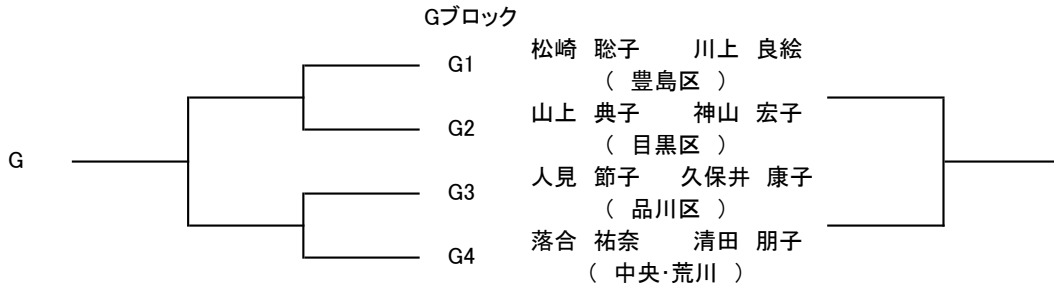 Gブロック
G1 松崎 聡子 川上 良絵
( 豊島区 )
G2 山上 典子 神山 宏子
( 目黒区 )
G
G3 人見 節子 久保井 康子
( 品川区 )
G4 落合 祐奈 清田 朋子
( 中央・荒川 )